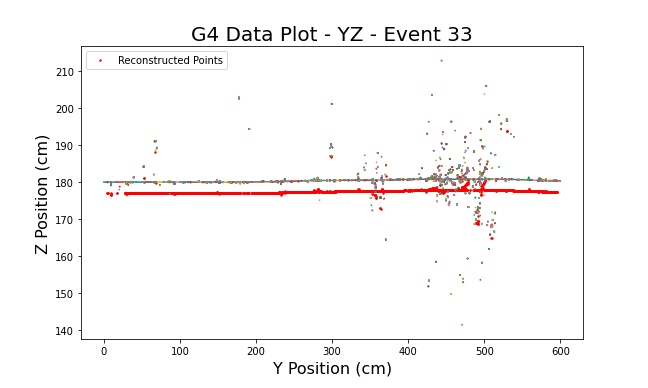 G4 Data Plot - YZ - Event 33
Reconstructed Points
Z Position (cm)
210
200
190
180
170
160
150
140
0 100 200 300 400 500 600
Y Position (cm)